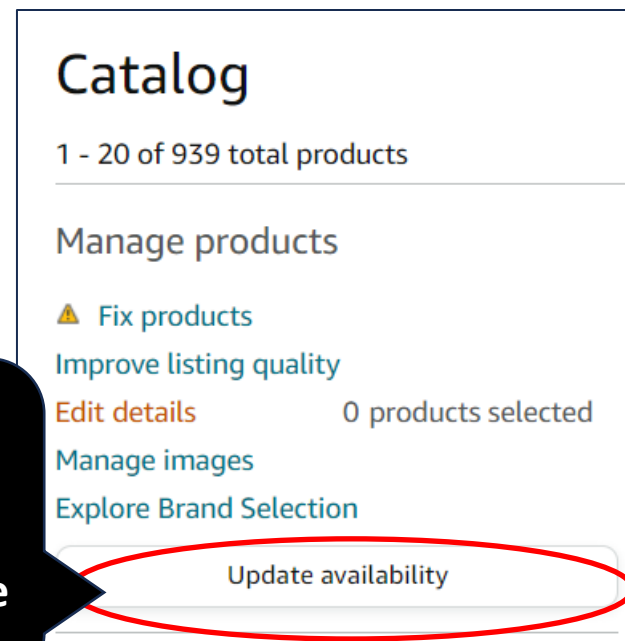 Catalog
1 - 20 of 939 total products
Manage products
Fix products
Improve listing quality
Edit details 0 products selected
Manage images
Explore Brand Selection
Update availability